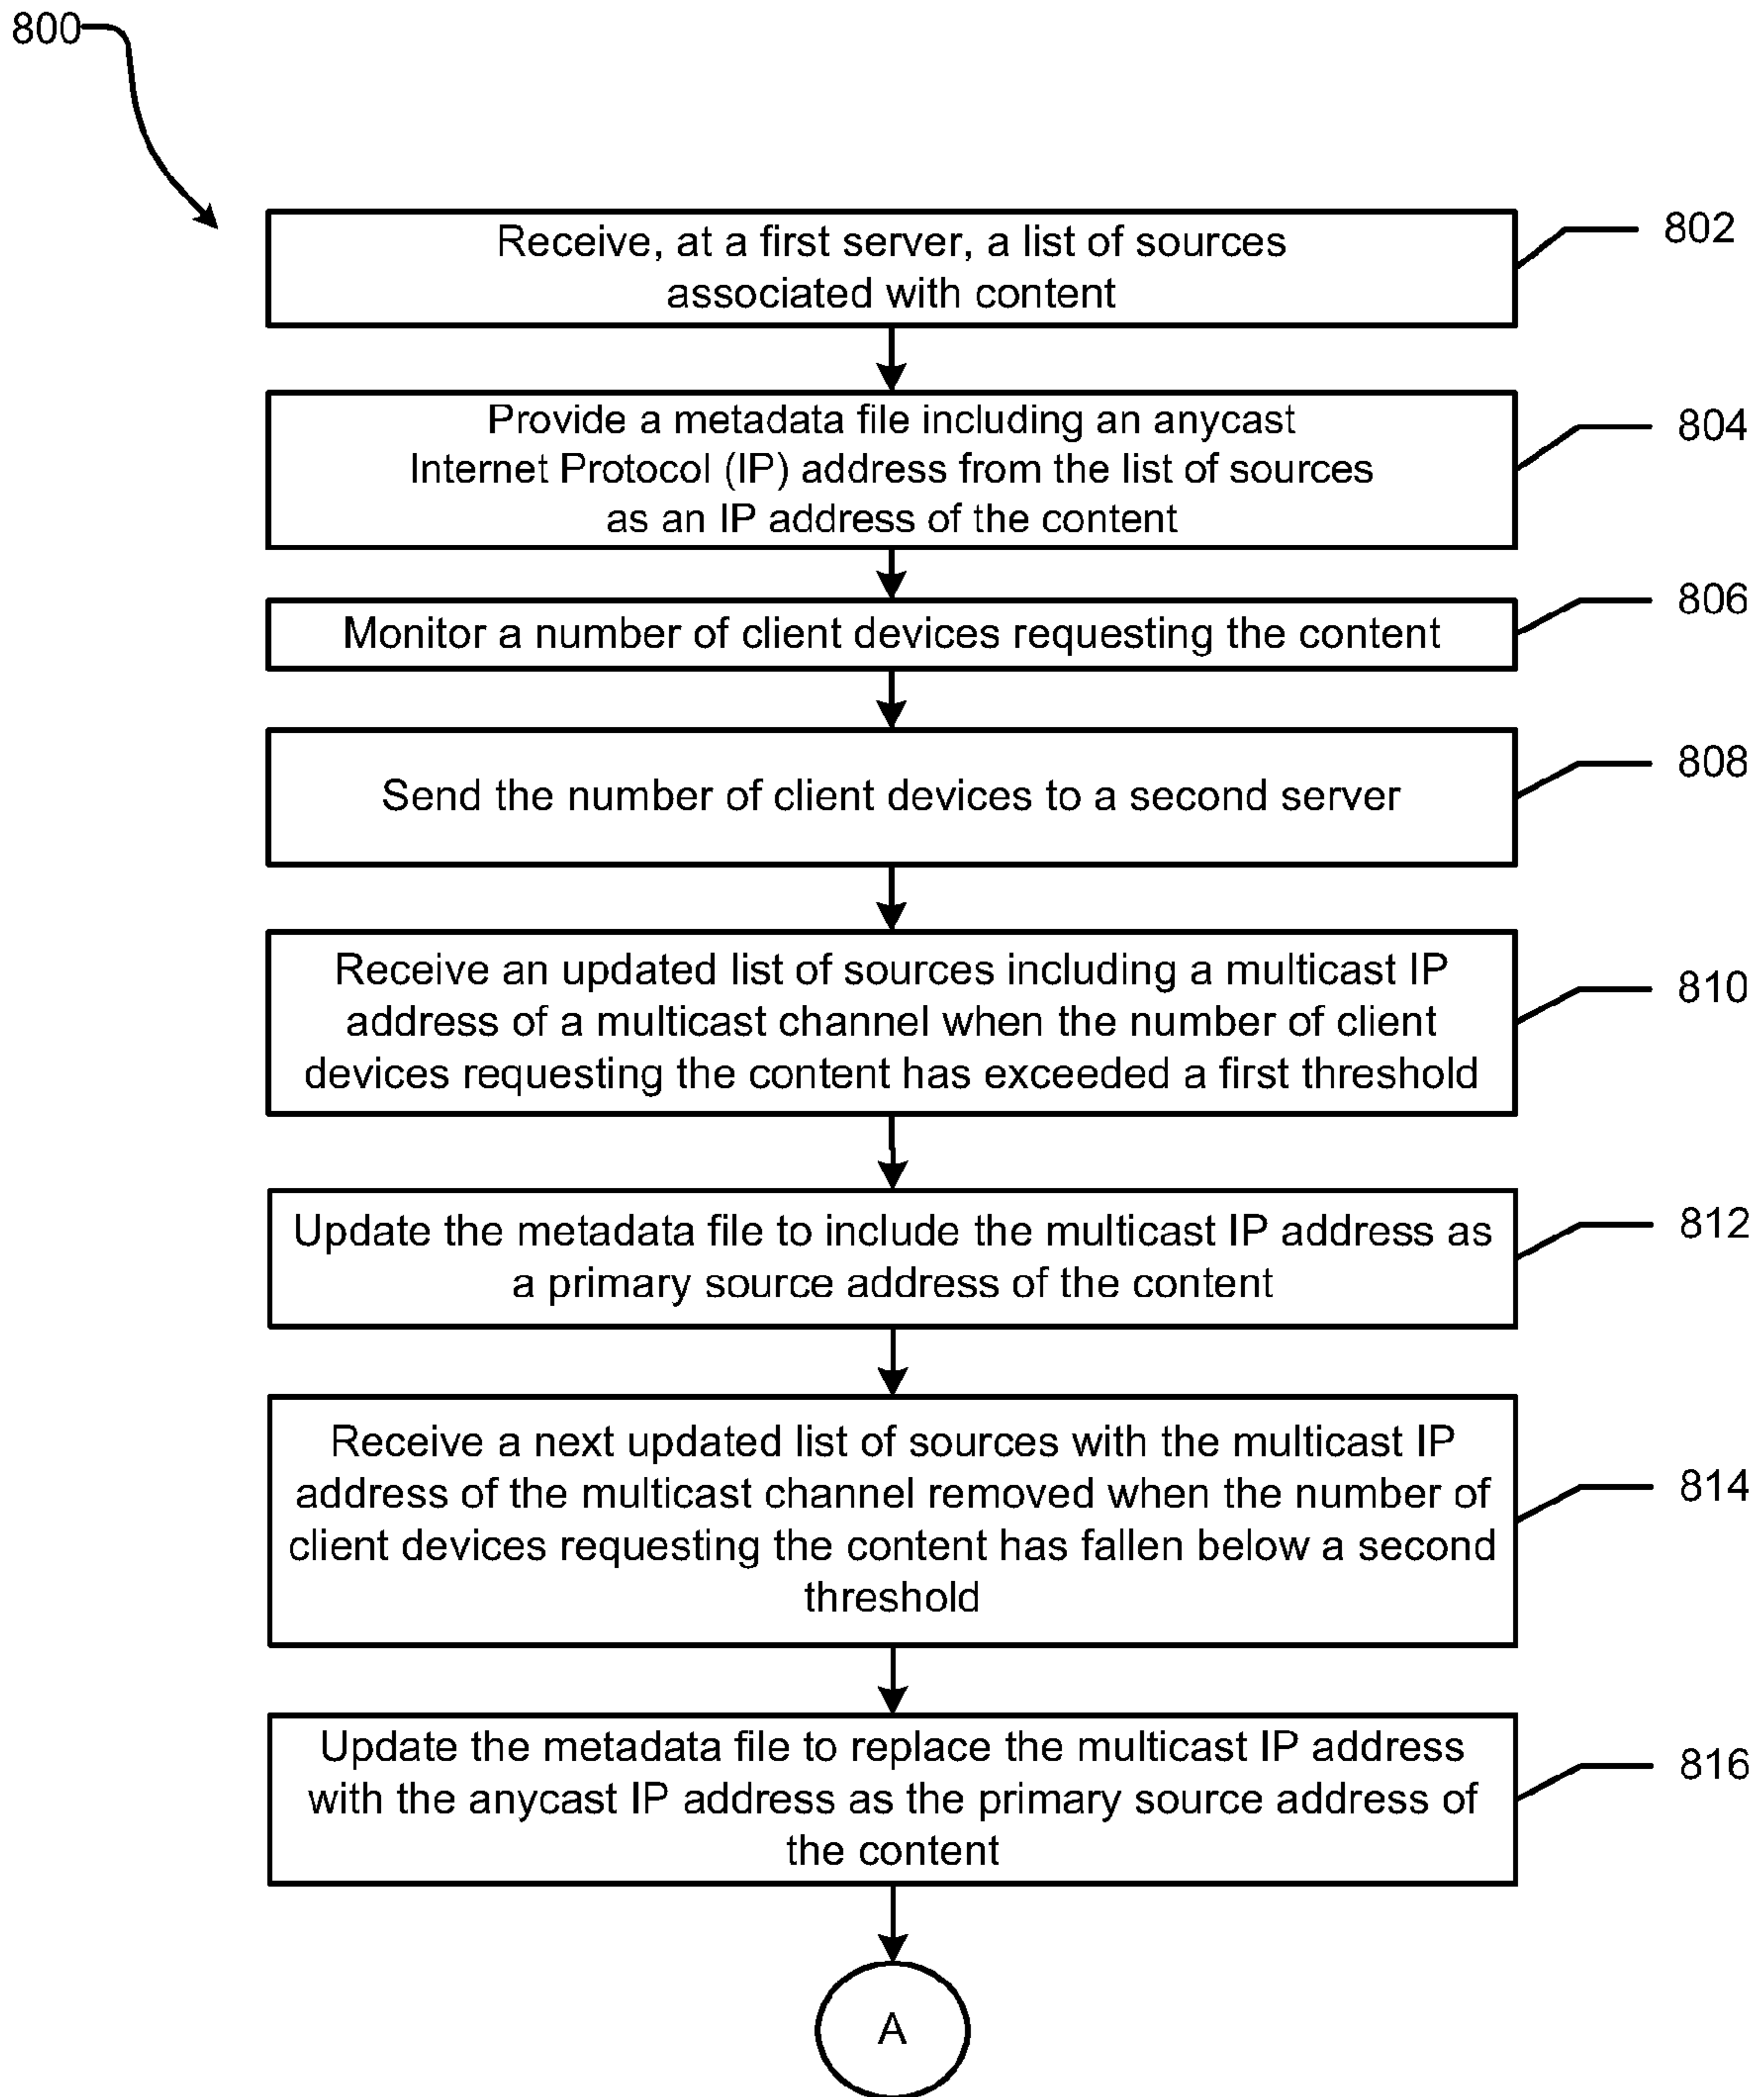 800
Receive, at a first server, a list of sources
associated with content
802
Provide a metadata file including an anycast
Internet Protocol (IP) address from the list of sources
as an IP address of the content
804
Monitor a number of client devices requesting the content
806
Send the number of client devices to a second server
808
Receive an updated list of sources including a multicast IP
address of a multicast channel when the number of client
devices requesting the content has exceeded a first threshold
810
Update the metadata file to include the multicast IP address as
a primary source address of the content
812
Receive a next updated list of sources with the multicast IP
address of the multicast channel removed when the number of
client devices requesting the content has fallen below a second
threshold
814
Update the metadata file to replace the multicast IP address
with the anycast IP address as the primary source address of
the content
816
A